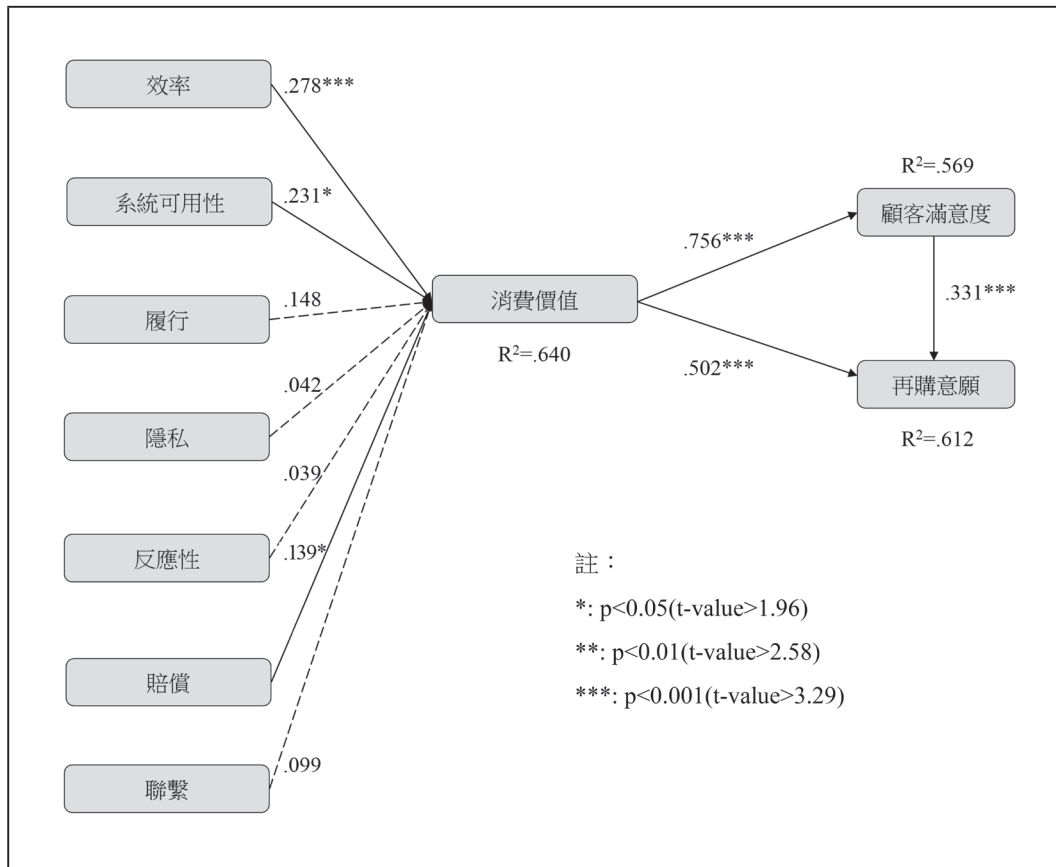 效率
.278***
系統可用性
.231*
履行
.148
隱私
.042
反應性
.039
賠償
.139*
聯繫
.099
消費價值
R²=.640
.756***
.502***
R²=.569
顧客滿意度
.331***
再購意願
R²=.612
註：
*: p<0.05(t-value>1.96)
**: p<0.01(t-value>2.58)
***: p<0.001(t-value>3.29)